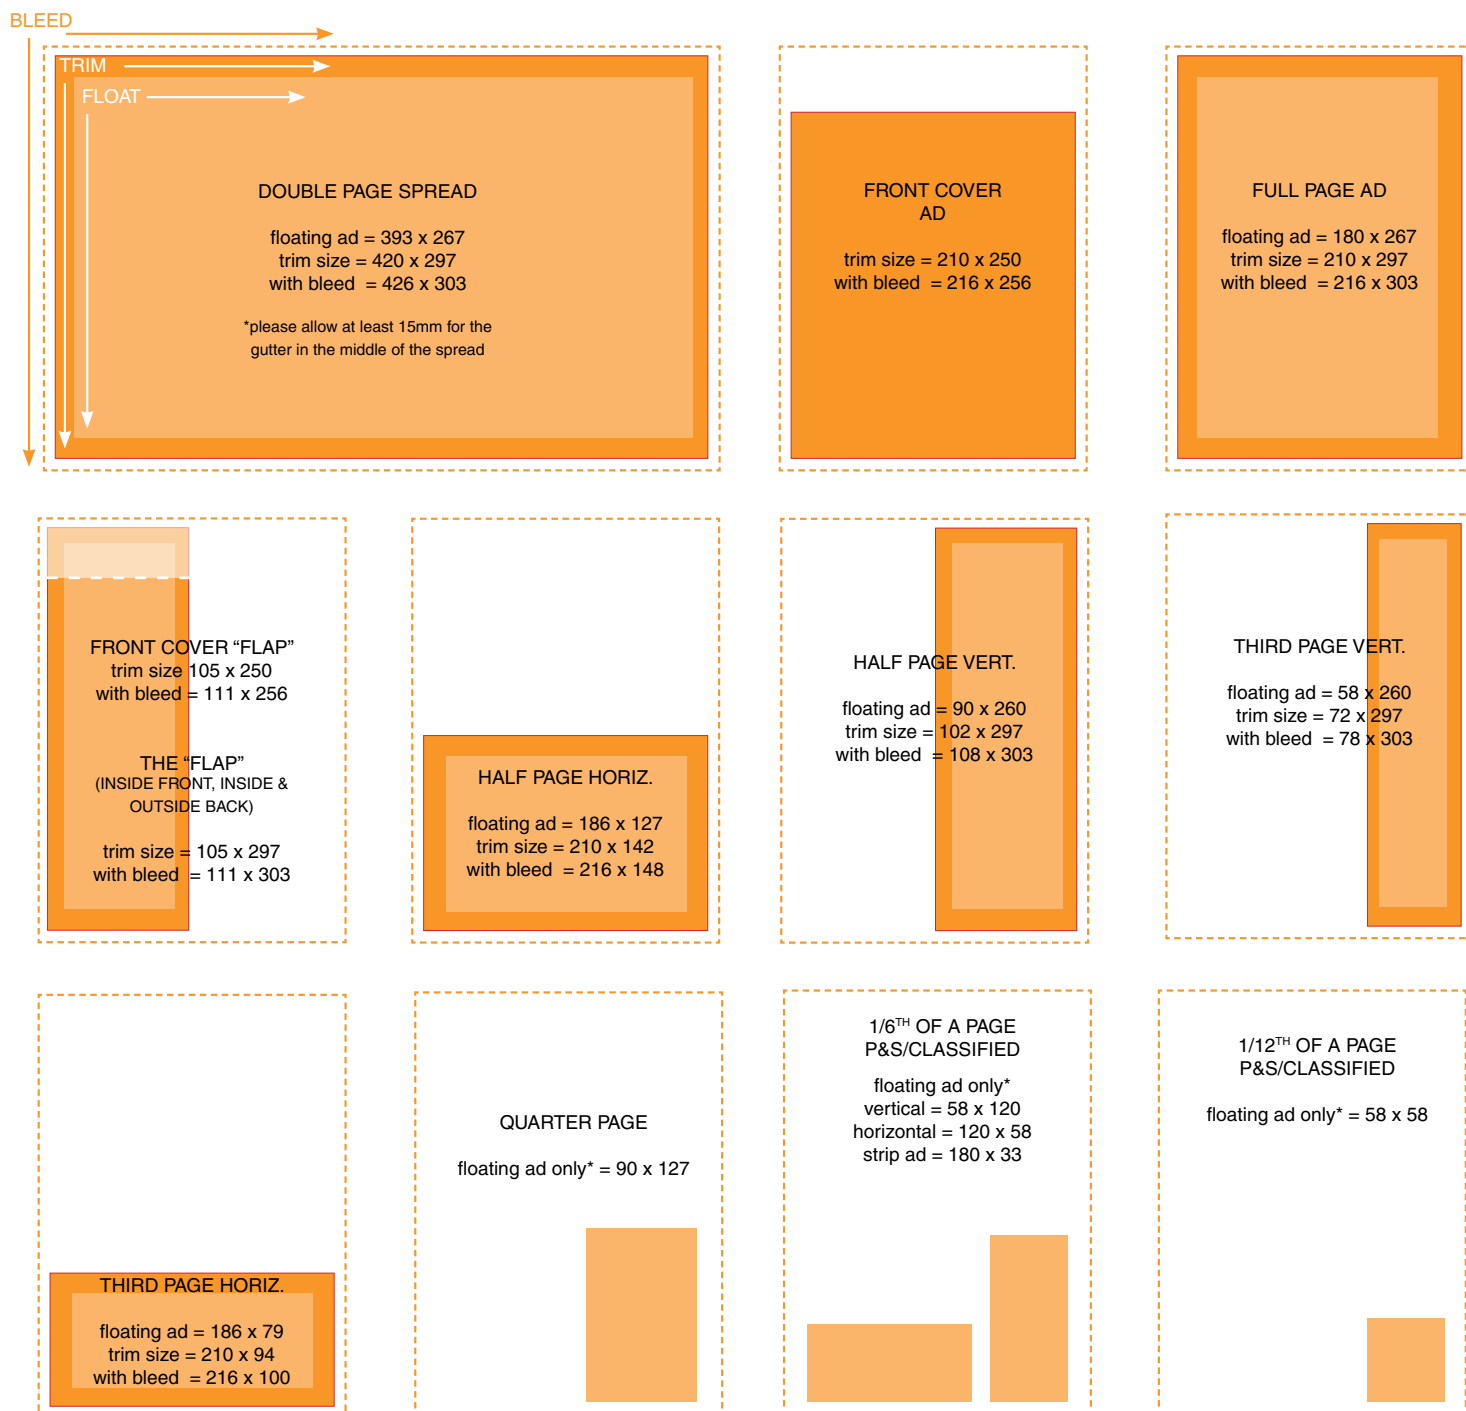 BLEED
TRIM
FLOAT
DOUBLE PAGE SPREAD
floating ad = 393 x 267
trim size = 420 x 297
with bleed = 426 x 303
*please allow at least 15mm for the
gutter in the middle of the spread
FRONT COVER
AD
trim size = 210 x 250
with bleed = 216 x 256
FULL PAGE AD
floating ad = 180 x 267
trim size = 210 x 297
with bleed = 216 x 303
FRONT COVER “FLAP”
trim size 105 x 250
with bleed = 111 x 256
THE “FLAP”
(INSIDE FRONT, INSIDE &
OUTSIDE BACK)
trim size = 105 x 297
with bleed = 111 x 303
HALF PAGE HORIZ.
floating ad = 186 x 127
trim size = 210 x 142
with bleed = 216 x 148
HALF PAGE VERT.
floating ad = 90 x 260
trim size = 102 x 297
with bleed = 108 x 303
THIRD PAGE VERT.
floating ad = 58 x 260
trim size = 72 x 297
with bleed = 78 x 303
THIRD PAGE HORIZ.
floating ad = 186 x 79
trim size = 210 x 94
with bleed = 216 x 100
QUARTER PAGE
floating ad only* = 90 x 127
1/6TH OF A PAGE
P&S/CLASSIFIED
floating ad only*
vertical = 58 x 120
horizontal = 120 x 58
strip ad = 180 x 33
1/12TH OF A PAGE
P&S/CLASSIFIED
floating ad only* = 58 x 58